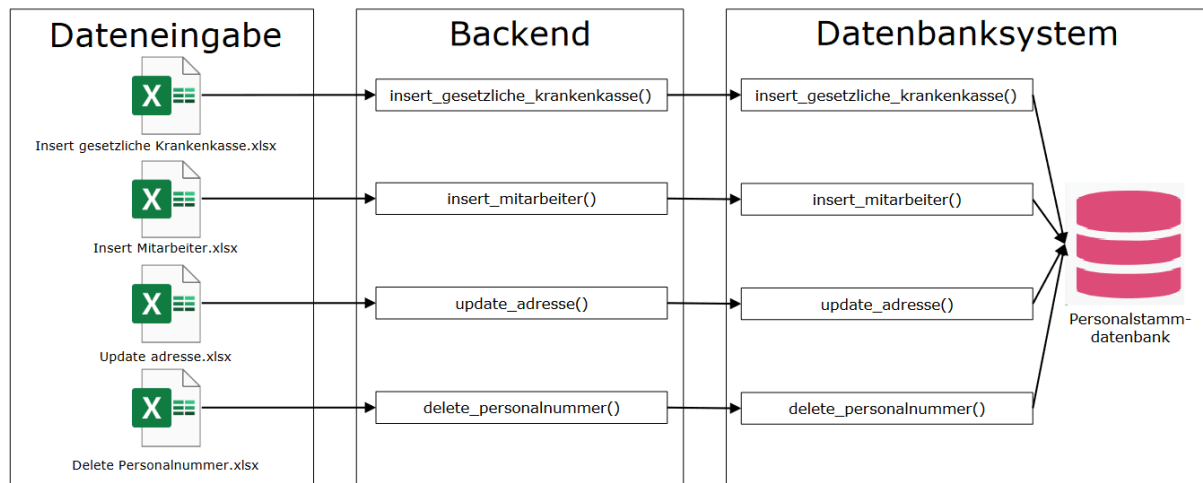 Dateneingabe
Backend
Datenbanksystem
X
insert_gesetzliche_krankenkasse()
insert_gesetzliche_krankenkasse()
Insert gesetzliche Krankenkasse.xlsx
X
insert_mitarbeiter()
insert_mitarbeiter()
Insert Mitarbeiter.xlsx
X
update_adresse()
update_adresse()
Personalstamm-
datenbank
Update adresse.xlsx
X
delete_personalnummer()
delete_personalnummer()
Delete Personalnummer.xlsx